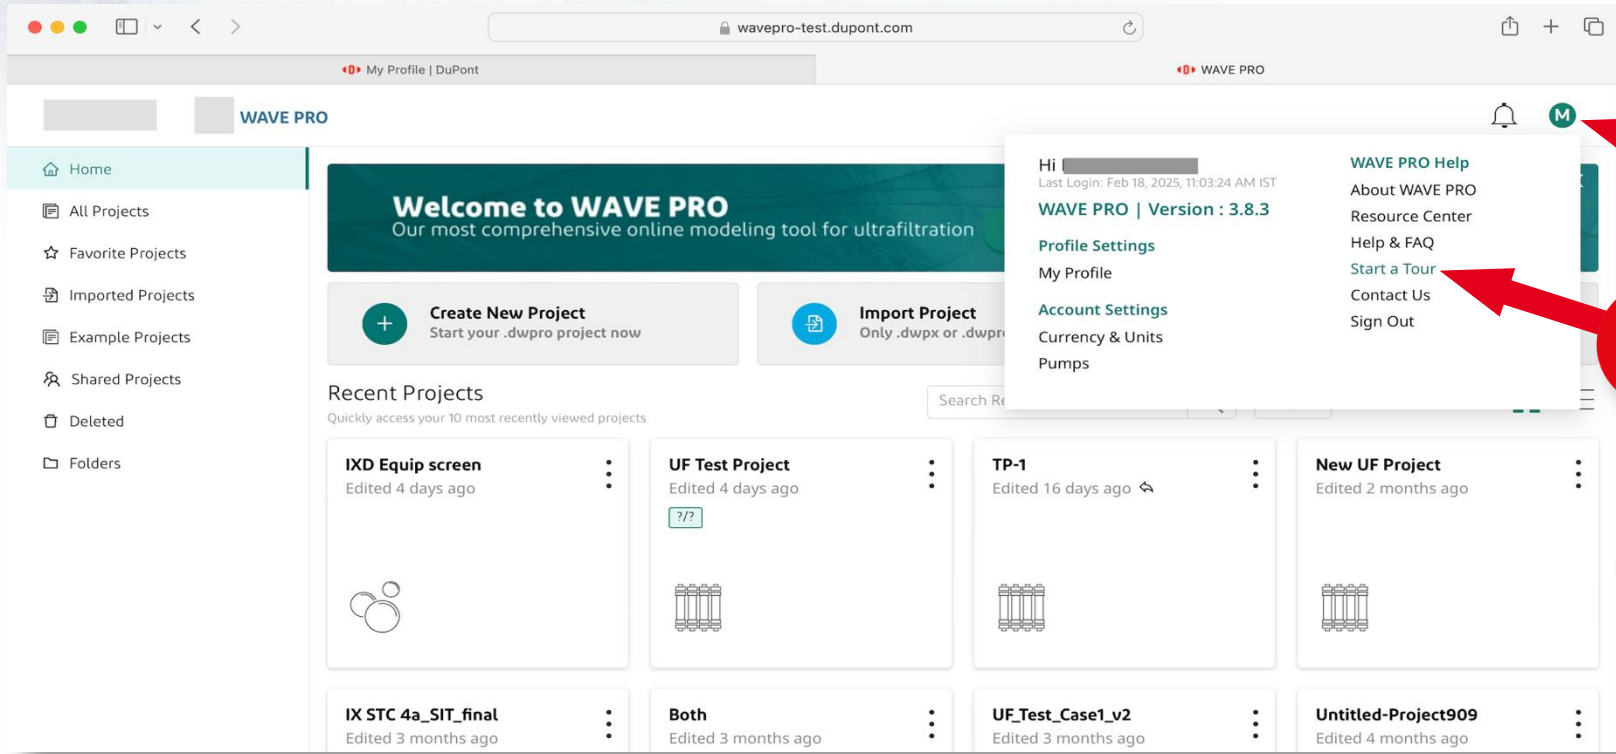 wavepro-test.dupont.com
My Profile | DuPont
WAVE PRO
WAVE PRO
M
Home
All Projects
Favorite Projects
Imported Projects
Example Projects
Shared Projects
Deleted
Folders
Welcome to WAVE PRO
Our most comprehensive online modeling tool for ultrafiltration
Hi
Last Login: Feb 18, 2025, 11:03:24 AM IST
WAVE PRO | Version : 3.8.3
Profile Settings
My Profile
Account Settings
Currency & Units
Pumps
WAVE PRO Help
About WAVE PRO
Resource Center
Help & FAQ
Start a Tour
Contact Us
Sign Out
Create New Project
Start your .dwpro project now
Import Project
Only .dwpx or .dwpr
Recent Projects
Quickly access your 10 most recently viewed projects
Search Re
IXD Equip screen
Edited 4 days ago
UF Test Project
Edited 4 days ago
?/?
TP-1
Edited 16 days ago
New UF Project
Edited 2 months ago
IX STC 4a_SIT_final
Edited 3 months ago
Both
Edited 3 months ago
UF_Test_Case1_v2
Edited 3 months ago
Untitled-Project909
Edited 4 months ago